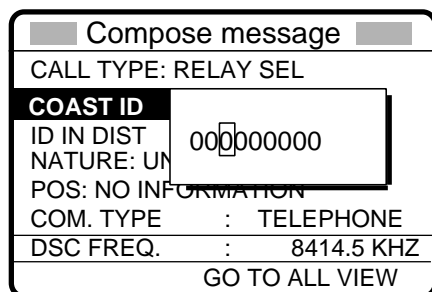 Compose message
CALL TYPE: RELAY SEL
COAST ID
000000000
ID IN DIST
NATURE: UN
POS: NO INFORMATION
COM. TYPE : TELEPHONE
DSC FREQ. : 8414.5 KHZ
GO TO ALL VIEW